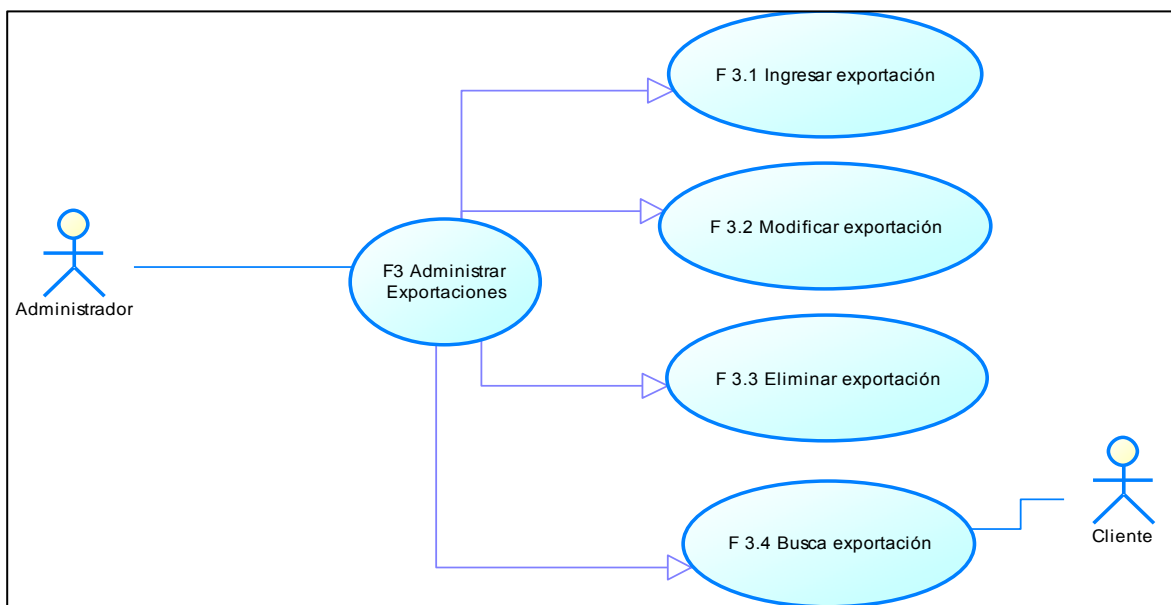 F 3.1 Ingresar exportación
F 3.2 Modificar exportación
Administrador
F3 Administrar
Exportaciones
F 3.3 Eliminar exportación
F 3.4 Busca exportación
Cliente